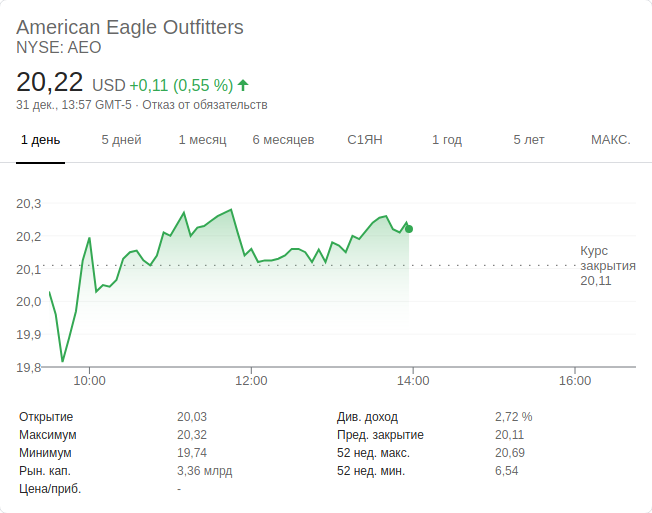 American Eagle Outfitters
NYSE: AEO
20,22 USD +0,11 (0,55 %)
31 дек., 13:57 GMT-5 · Отказ от обязательств
1 день 5 дней 1 месяц 6 месяцев С1ЯН 1 год 5 лет МАКС.
20,3
20,2
20,1
20,0
19,9
19,8
Курс
закрытия
20,11
10:00 12:00 14:00 16:00
Открытие 20,03 Див. доход 2,72 %
Максимум 20,32 Пред. закрытие 20,11
Минимум 19,74 52 нед. макс. 20,69
Рын. кап. 3,36 млрд 52 нед. мин. 6,54
Цена/приб. -